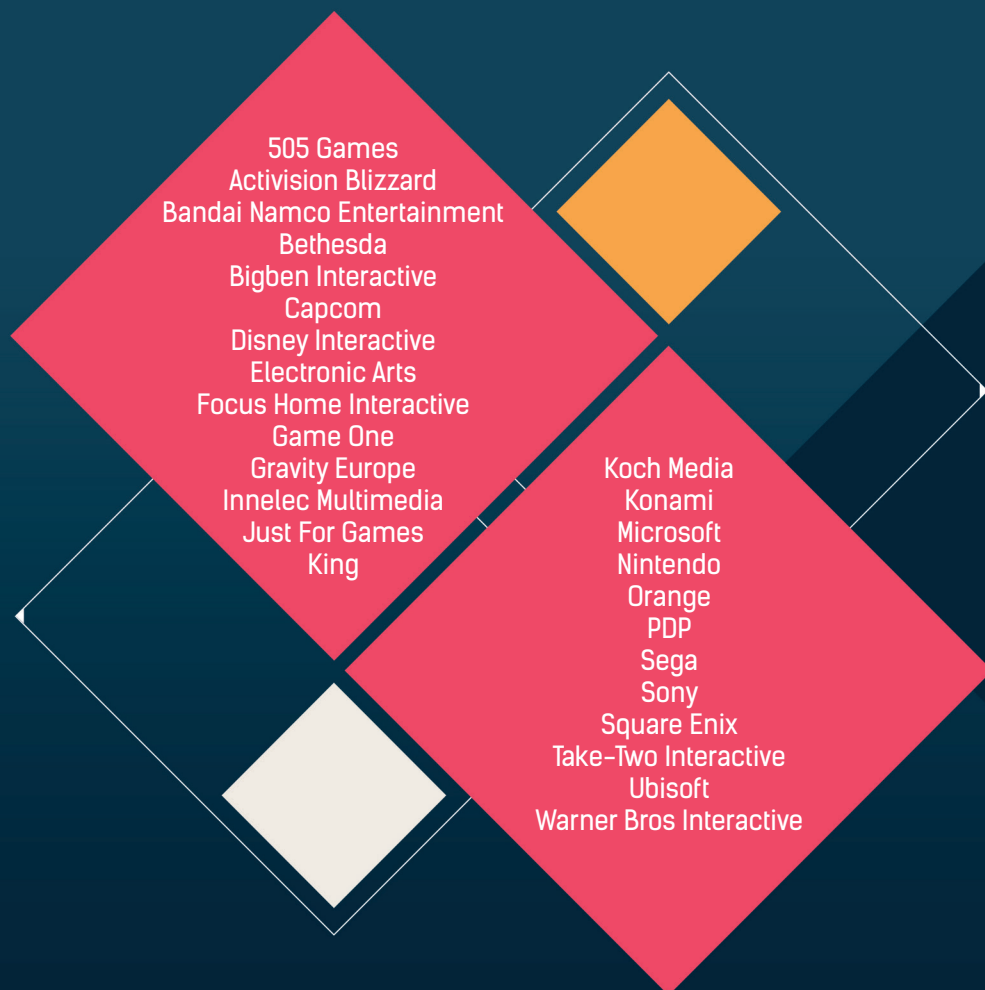 505 Games
Activision Blizzard
Bandai Namco Entertainment
Bethesda
Bigben Interactive
Capcom
Disney Interactive
Electronic Arts
Focus Home Interactive
Game One
Gravity Europe
Innelec Multimedia
Just For Games
King
Koch Media
Konami
Microsoft
Nintendo
Orange
PDP
Sega
Sony
Square Enix
Take-Two Interactive
Ubisoft
Warner Bros Interactive